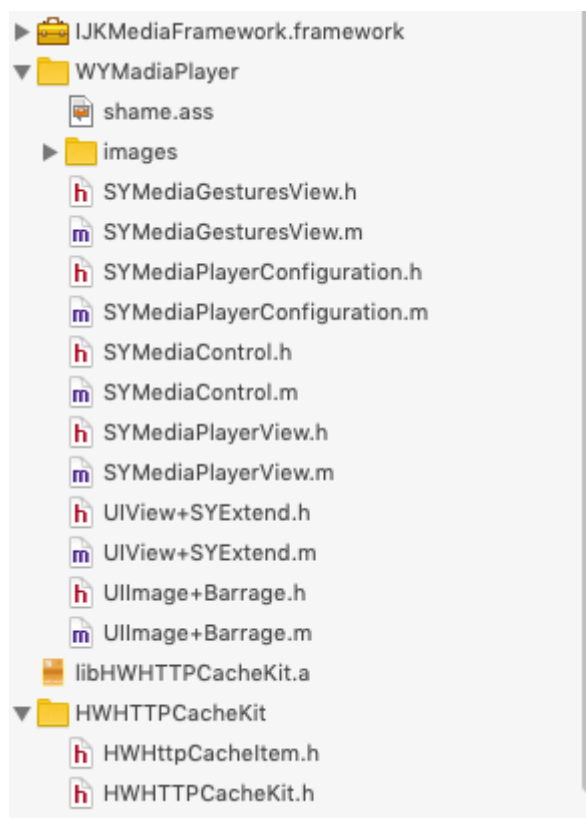 IJKMediaFramework.framework
WYMadiaPlayer
shame.ass
images
h SYMediaGesturesView.h
m SYMediaGesturesView.m
h SYMediaPlayerConfiguration.h
m SYMediaPlayerConfiguration.m
h SYMediaControl.h
m SYMediaControl.m
h SYMediaPlayerView.h
m SYMediaPlayerView.m
h UIView+SYExtend.h
m UIView+SYExtend.m
h UIImage+Barrage.h
m UIImage+Barrage.m
libHWHTTPCacheKit.a
HWHTTPCacheKit
h HWHttpCacheItem.h
h HWHTTPCacheKit.h